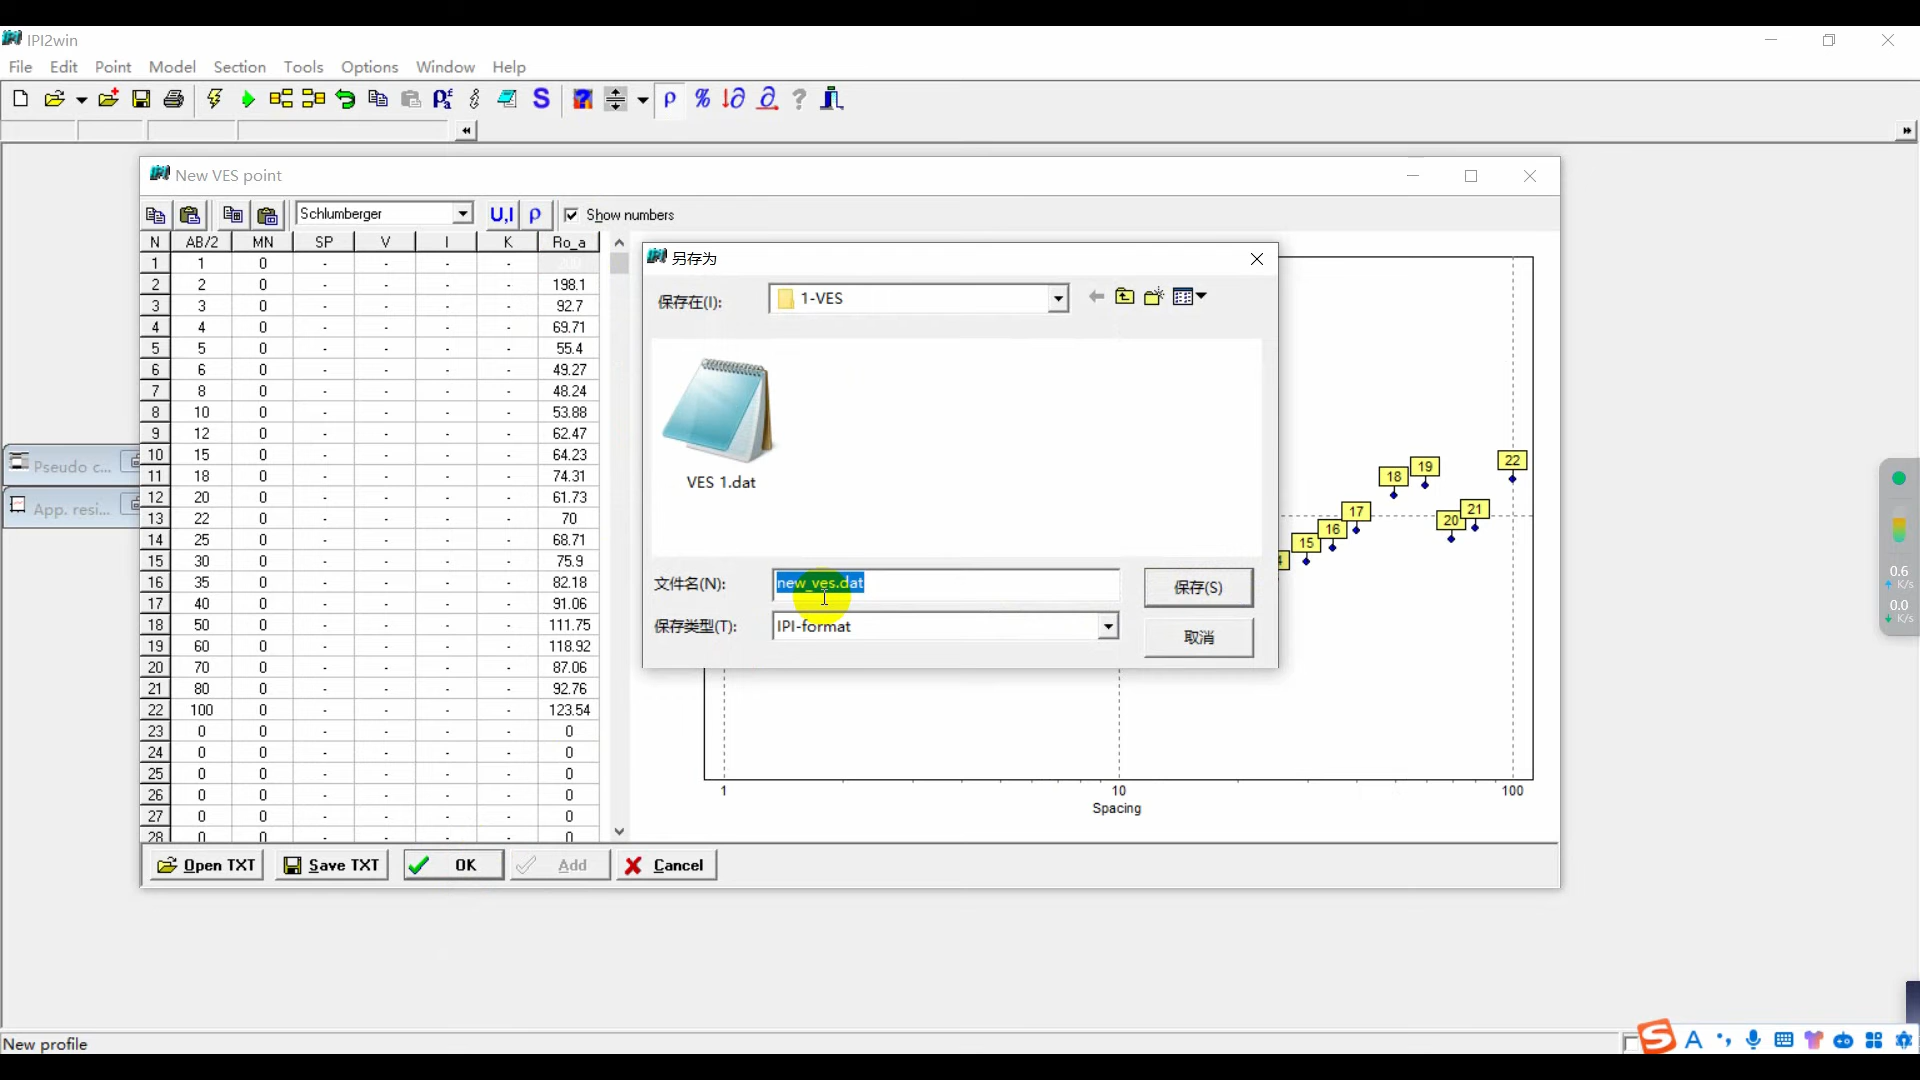 IPI2win
File Edit Point Model Section Tools Options Window Help
New VES point
Schlumberger U,I ρ Show numbers
N AB/2 MN SP V I K Ro_a
1 1 0 - - - - 
2 2 0 - - - - 198.1
3 3 0 - - - - 92.7
4 4 0 - - - - 69.71
5 5 0 - - - - 55.4
6 6 0 - - - - 49.27
7 8 0 - - - - 48.24
8 10 0 - - - - 53.88
9 12 0 - - - - 62.47
10 15 0 - - - - 64.23
11 18 0 - - - - 74.31
12 20 0 - - - - 61.73
13 22 0 - - - - 70
14 25 0 - - - - 68.71
15 30 0 - - - - 75.9
16 35 0 - - - - 82.18
17 40 0 - - - - 91.06
18 50 0 - - - - 111.75
19 60 0 - - - - 118.92
20 70 0 - - - - 87.06
21 80 0 - - - - 92.76
22 100 0 - - - - 123.54
23 0 0 - - - - 0
24 0 0 - - - - 0
25 0 0 - - - - 0
26 0 0 - - - - 0
27 0 0 - - - - 0
28 0 0 - - - - 0
Pseudo c...
App. resi...
另存为
保存在(I): 1-VES
VES 1.dat
文件名(N): new_ves.dat 保存(S)
保存类型(T): IPI-format 取消
15 16 17 18 19 20 21 22
1 10 100
Spacing
Open TXT Save TXT OK Add Cancel
0.6
K/s
0.0
K/s
New profile